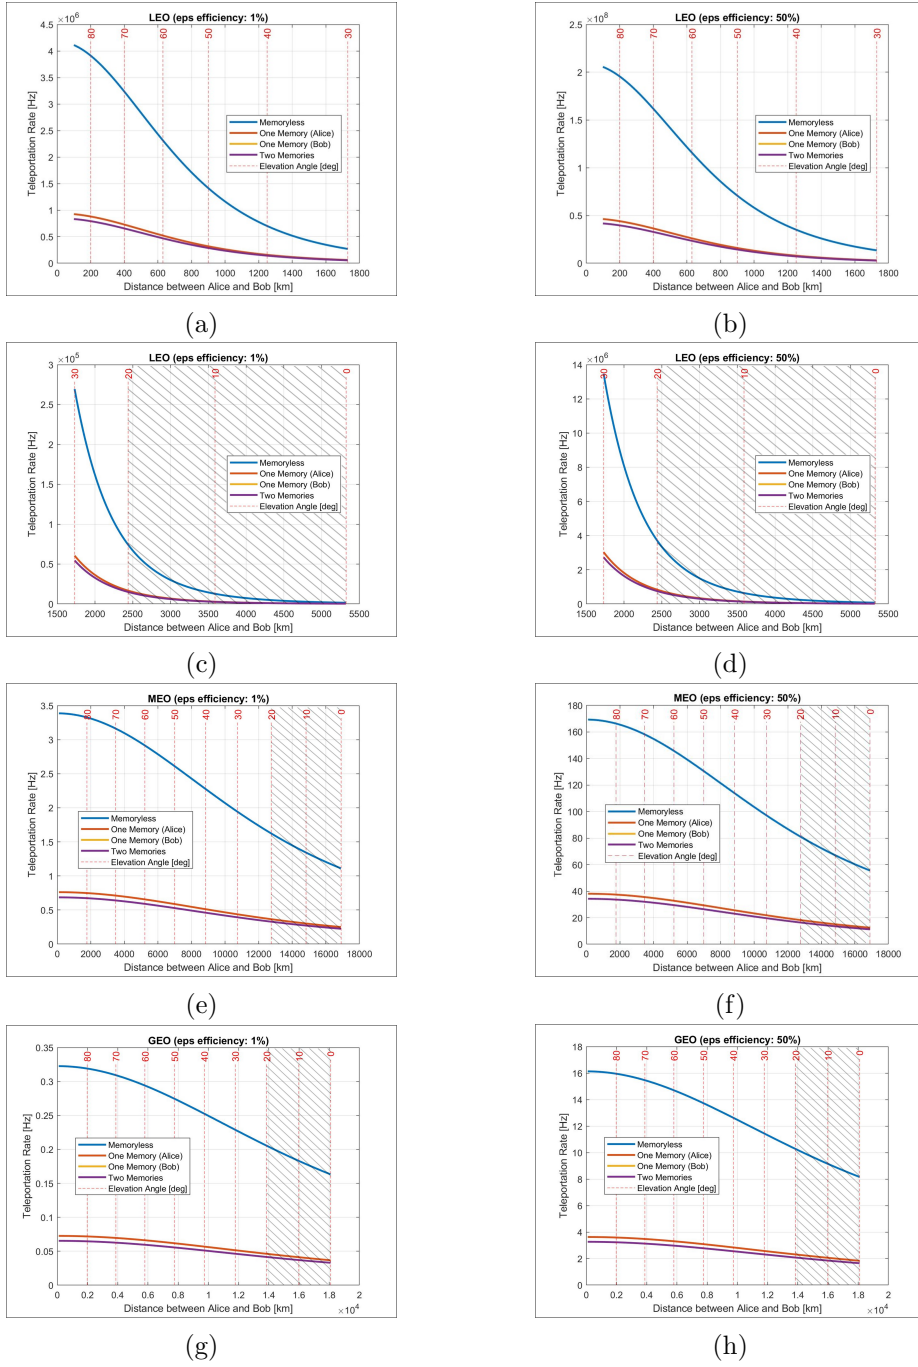 LEO (eps efficiency: 1%)
×10⁶
80 70 60 50 40 30
4.5
4
3.5
3
2.5
2
1.5
1
0.5
0
Teleportation Rate [Hz]
Memoryless
One Memory (Alice)
One Memory (Bob)
Two Memories
Elevation Angle [deg]
0 200 400 600 800 1000 1200 1400 1600 1800
Distance between Alice and Bob [km]
(a)
LEO (eps efficiency: 50%)
×10⁸
80 70 60 50 40 30
2.5
2
1.5
1
0.5
0
Teleportation Rate [Hz]
Memoryless
One Memory (Alice)
One Memory (Bob)
Two Memories
Elevation Angle [deg]
0 200 400 600 800 1000 1200 1400 1600 1800
Distance between Alice and Bob [km]
(b)
LEO (eps efficiency: 1%)
×10⁵
30 20 10 0
3
2.5
2
1.5
1
0.5
0
Teleportation Rate [Hz]
Memoryless
One Memory (Alice)
One Memory (Bob)
Two Memories
Elevation Angle [deg]
1500 2000 2500 3000 3500 4000 4500 5000 5500
Distance between Alice and Bob [km]
(c)
LEO (eps efficiency: 50%)
×10⁶
30 20 10 0
14
12
10
8
6
4
2
0
Teleportation Rate [Hz]
Memoryless
One Memory (Alice)
One Memory (Bob)
Two Memories
Elevation Angle [deg]
1500 2000 2500 3000 3500 4000 4500 5000 5500
Distance between Alice and Bob [km]
(d)
MEO (eps efficiency: 1%)
80 70 60 50 40 30 20 10 0
3.5
3
2.5
2
1.5
1
0.5
0
Teleportation Rate [Hz]
Memoryless
One Memory (Alice)
One Memory (Bob)
Two Memories
Elevation Angle [deg]
0 2000 4000 6000 8000 10000 12000 14000 16000 18000
Distance between Alice and Bob [km]
(e)
MEO (eps efficiency: 50%)
80 70 60 50 40 30 20 10 0
180
160
140
120
100
80
60
40
20
0
Teleportation Rate [Hz]
Memoryless
One Memory (Alice)
One Memory (Bob)
Two Memories
Elevation Angle [deg]
0 2000 4000 6000 8000 10000 12000 14000 16000 18000
Distance between Alice and Bob [km]
(f)
GEO (eps efficiency: 1%)
80 70 60 50 40 30 20 10 0
0.35
0.3
0.25
0.2
0.15
0.1
0.05
0
Teleportation Rate [Hz]
Memoryless
One Memory (Alice)
One Memory (Bob)
Two Memories
Elevation Angle [deg]
0 0.2 0.4 0.6 0.8 1 1.2 1.4 1.6 1.8 2
Distance between Alice and Bob [km]
×10⁴
(g)
GEO (eps efficiency: 50%)
80 70 60 50 40 30 20 10 0
18
16
14
12
10
8
6
4
2
0
Teleportation Rate [Hz]
Memoryless
One Memory (Alice)
One Memory (Bob)
Two Memories
Elevation Angle [deg]
0 0.2 0.4 0.6 0.8 1 1.2 1.4 1.6 1.8 2
Distance between Alice and Bob [km]
×10⁴
(h)